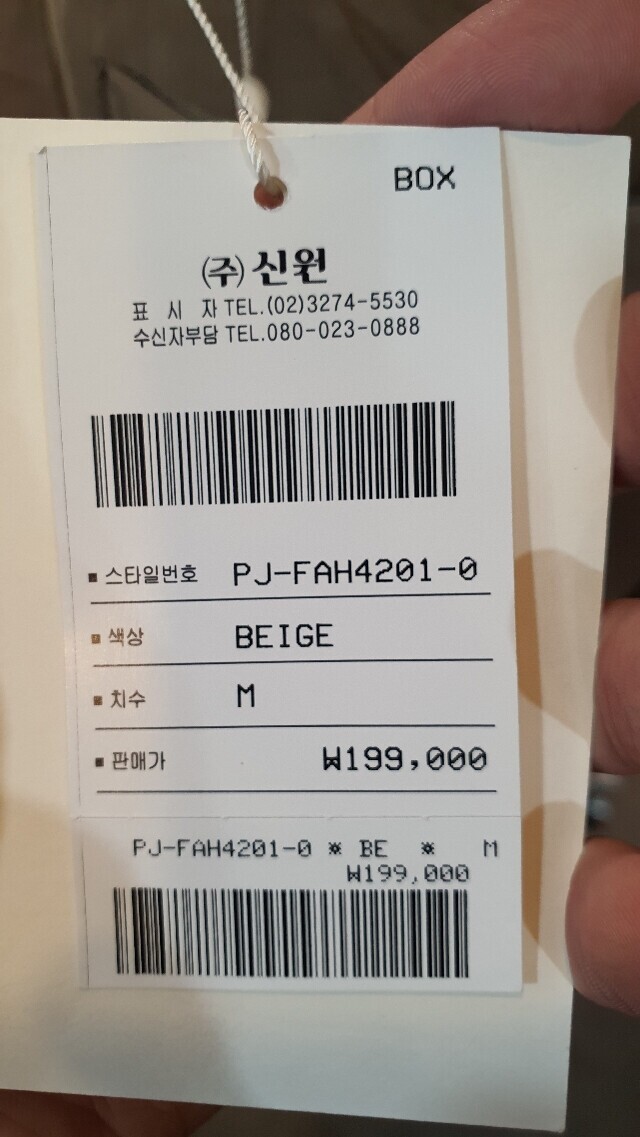 BOX
(주)신원
표 시 자 TEL.(02)3274-5530
수신자부담 TEL.080-023-0888
▪ 스타일번호 PJ-FAH4201-0
▪ 색상 BEIGE
▪ 치수 M
▪ 판매가 ₩199,000
PJ-FAH4201-0 ※ BE ※ M
₩199,000